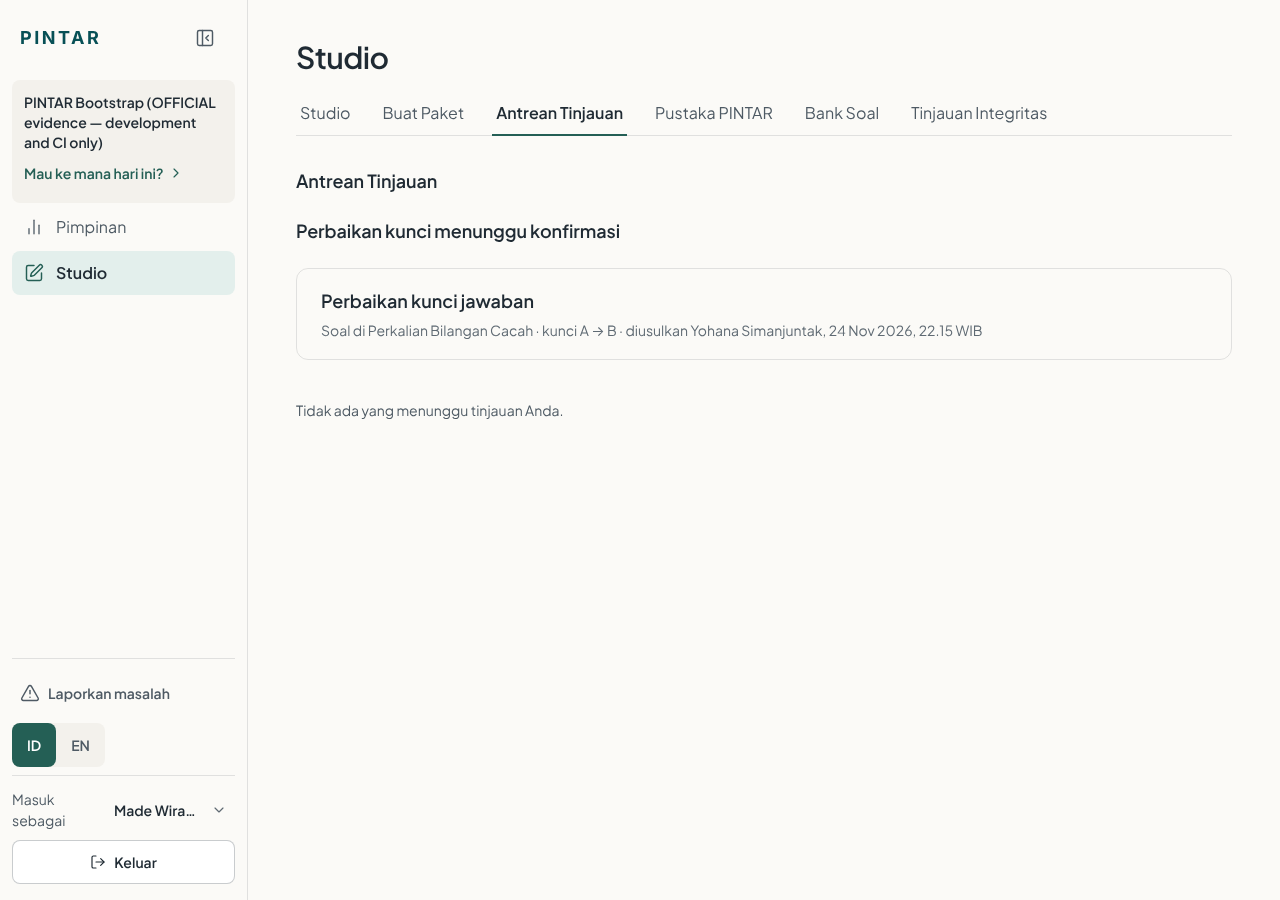 PINTAR
PINTAR Bootstrap (OFFICIAL
evidence — development
and CI only)
Mau ke mana hari ini?
Pimpinan
Studio
Laporkan masalah
ID
EN
Masuk
sebagai
Made Wira...
Keluar
Studio
Studio
Buat Paket
Antrean Tinjauan
Pustaka PINTAR
Bank Soal
Tinjauan Integritas
Antrean Tinjauan
Perbaikan kunci menunggu konfirmasi
Perbaikan kunci jawaban
Soal di Perkalian Bilangan Cacah · kunci A → B · diusulkan Yohana Simanjuntak, 24 Nov 2026, 22.15 WIB
Tidak ada yang menunggu tinjauan Anda.